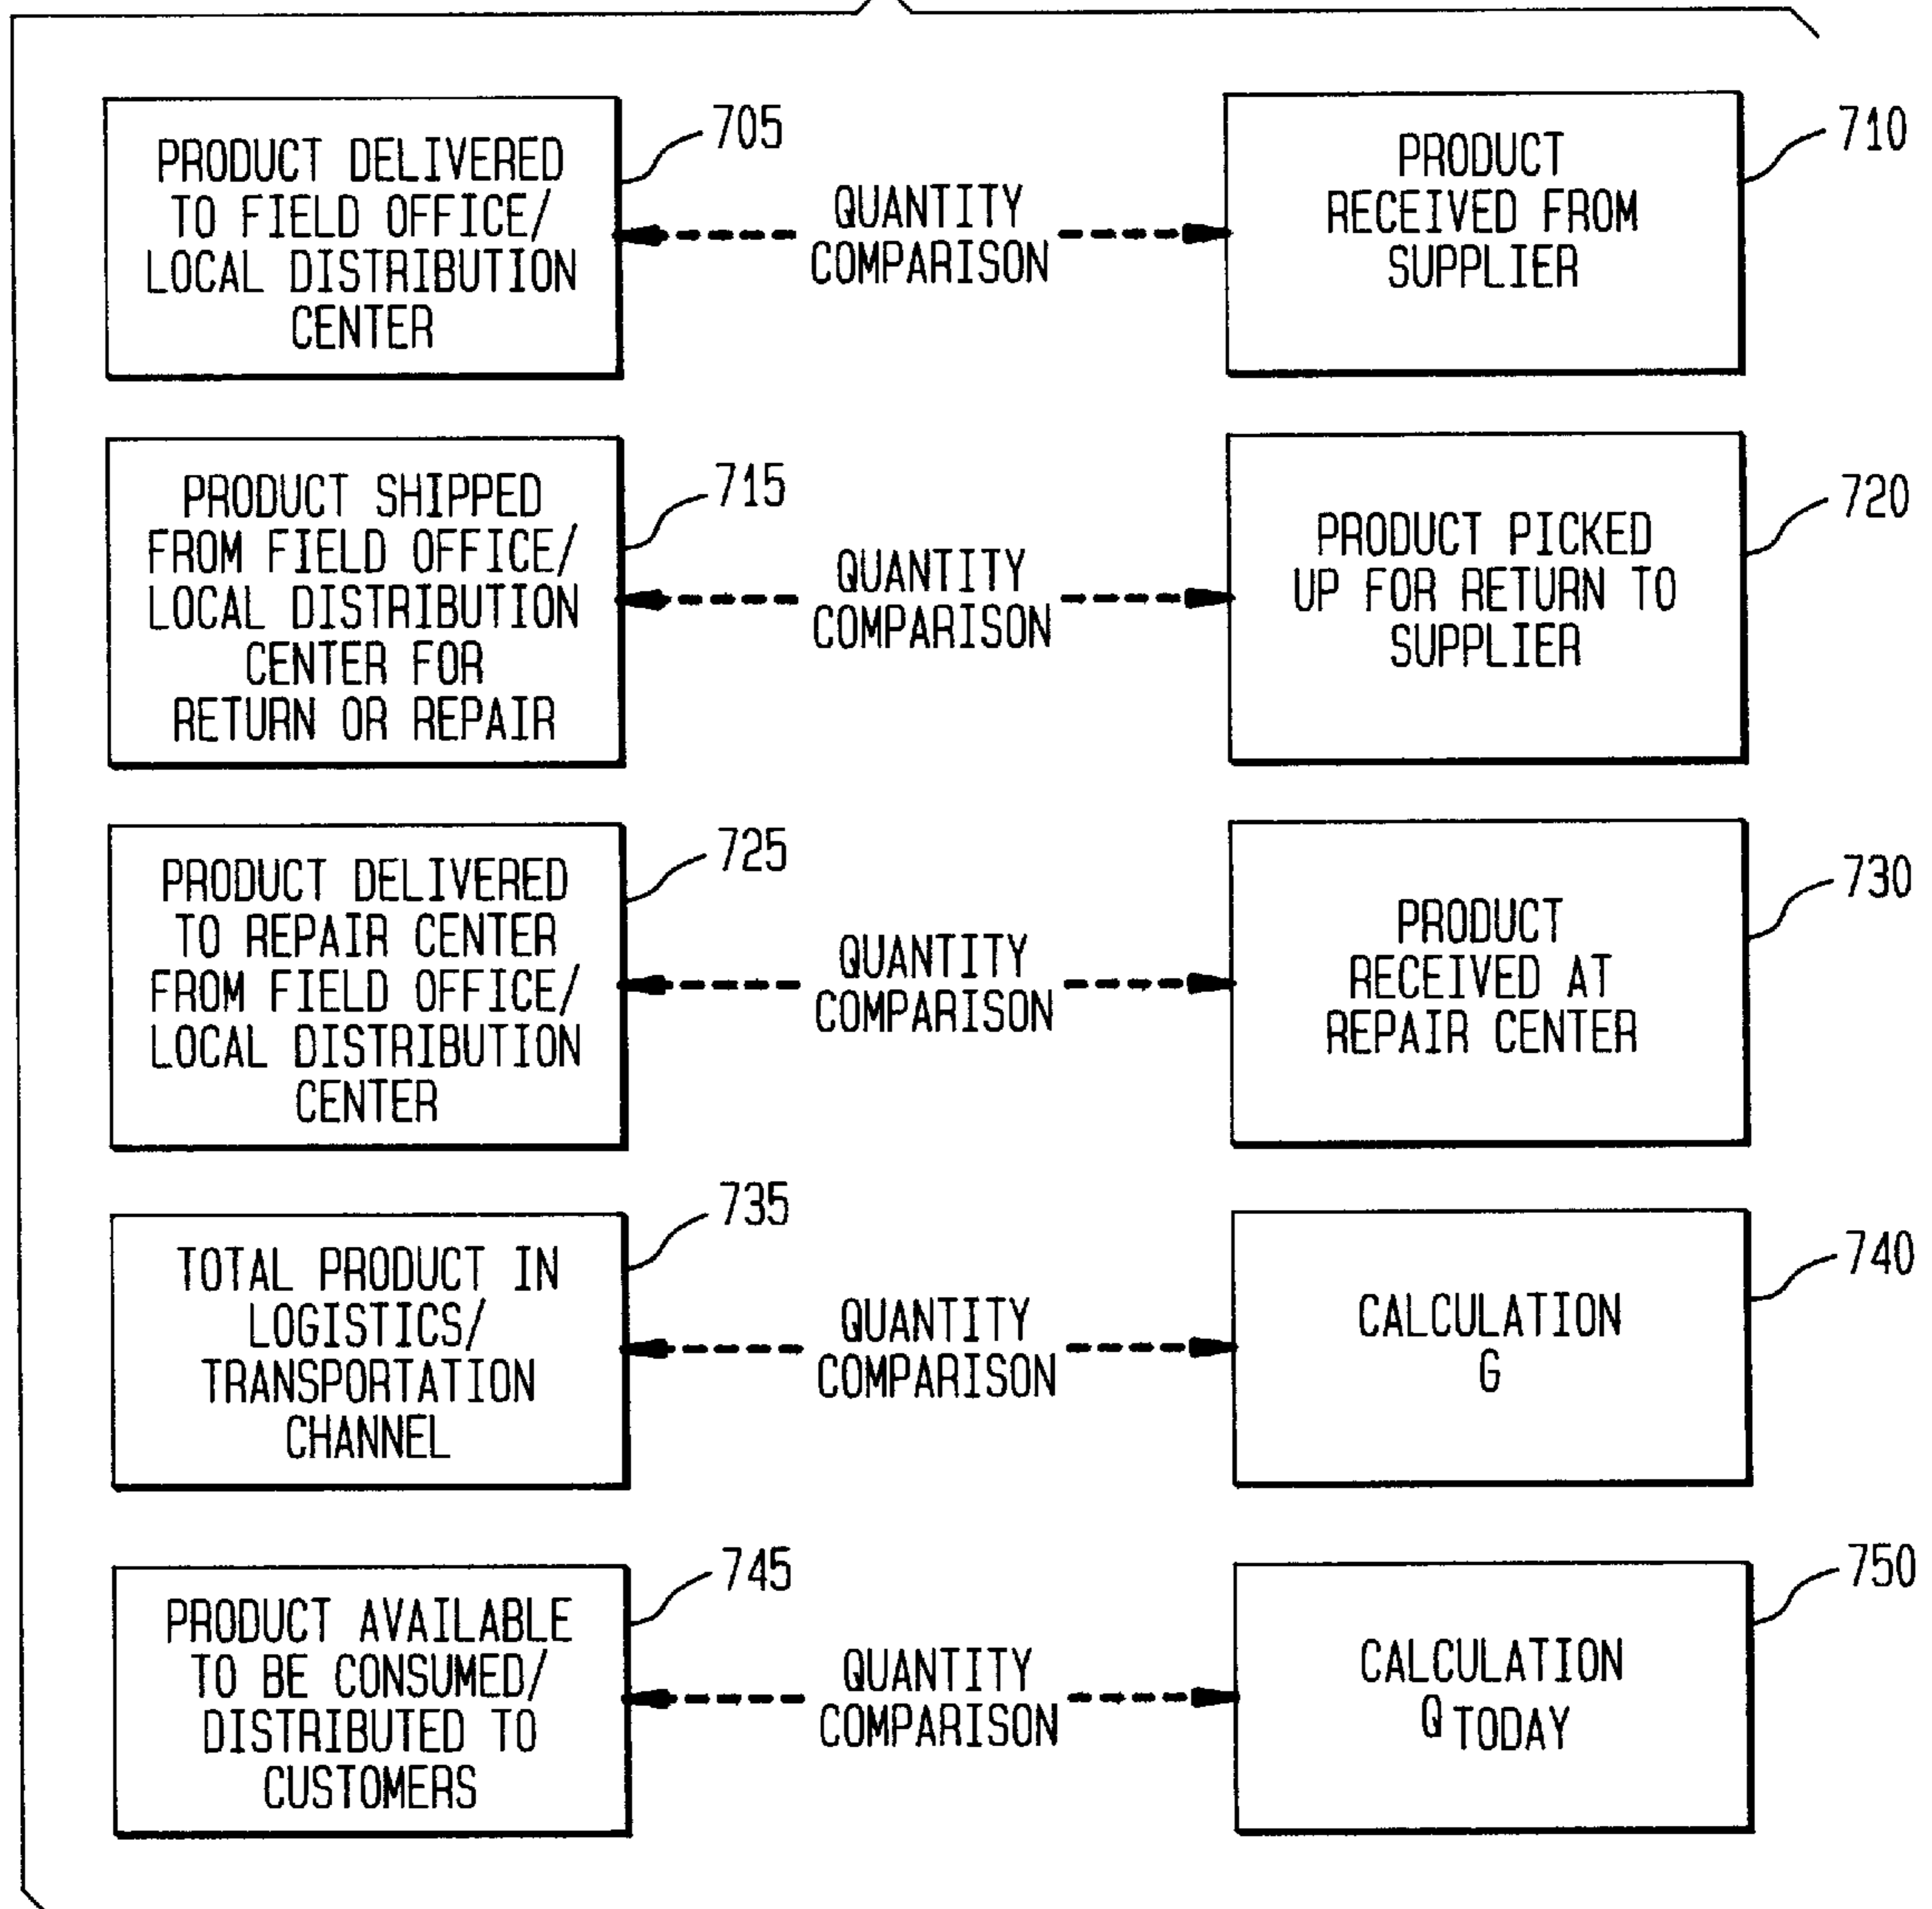 PRODUCT DELIVERED
TO FIELD OFFICE/
LOCAL DISTRIBUTION
CENTER
705
QUANTITY
COMPARISON
PRODUCT
RECEIVED FROM
SUPPLIER
710
PRODUCT SHIPPED
FROM FIELD OFFICE/
LOCAL DISTRIBUTION
CENTER FOR
RETURN OR REPAIR
715
QUANTITY
COMPARISON
PRODUCT PICKED
UP FOR RETURN TO
SUPPLIER
720
PRODUCT DELIVERED
TO REPAIR CENTER
FROM FIELD OFFICE/
LOCAL DISTRIBUTION
CENTER
725
QUANTITY
COMPARISON
PRODUCT
RECEIVED AT
REPAIR CENTER
730
TOTAL PRODUCT IN
LOGISTICS/
TRANSPORTATION
CHANNEL
735
QUANTITY
COMPARISON
CALCULATION
G
740
PRODUCT AVAILABLE
TO BE CONSUMED/
DISTRIBUTED TO
CUSTOMERS
745
QUANTITY
COMPARISON
CALCULATION
Q TODAY
750